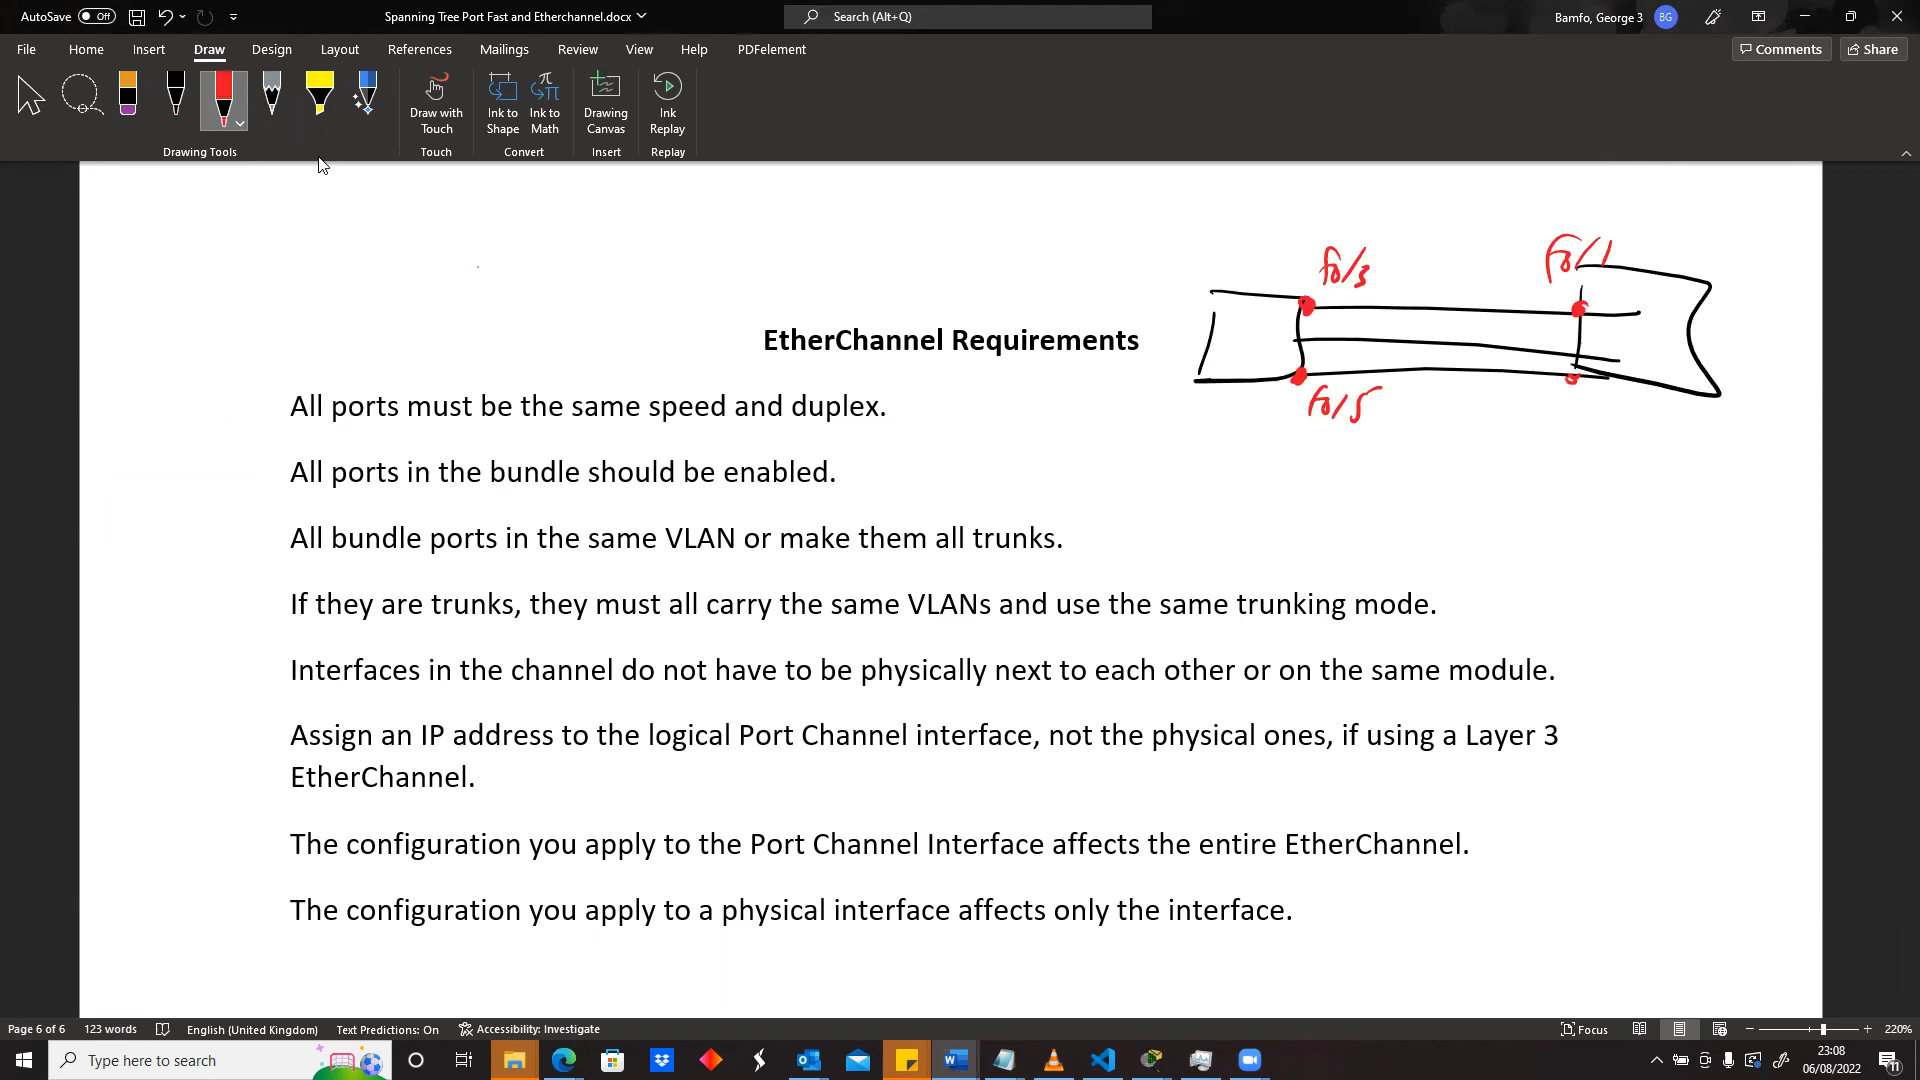 AutoSave Off
Spanning Tree Port Fast and Etherchannel.docx
Search (Alt+Q)
Bamfo, George 3
BG
File Home Insert Draw Design Layout References Mailings Review View Help PDFelement
Comments
Share
Draw with Touch
Ink to Shape
Ink to Math
Drawing Canvas
Ink Replay
Drawing Tools
Touch
Convert
Insert
Replay
f0/3
f0/1
EtherChannel Requirements
f0/5
All ports must be the same speed and duplex.
All ports in the bundle should be enabled.
All bundle ports in the same VLAN or make them all trunks.
If they are trunks, they must all carry the same VLANs and use the same trunking mode.
Interfaces in the channel do not have to be physically next to each other or on the same module.
Assign an IP address to the logical Port Channel interface, not the physical ones, if using a Layer 3
EtherChannel.
The configuration you apply to the Port Channel Interface affects the entire EtherChannel.
The configuration you apply to a physical interface affects only the interface.
Page 6 of 6
123 words
English (United Kingdom)
Text Predictions: On
Accessibility: Investigate
Focus
220%
Type here to search
23:08
06/08/2022
11